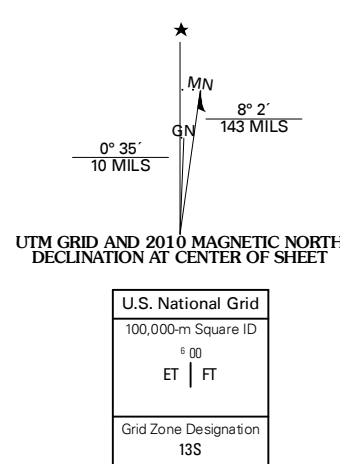 MN
8° 2´
143 MILS
GN
0° 35´
10 MILS
UTM GRID AND 2010 MAGNETIC NORTH
DECLINATION AT CENTER OF SHEET
U.S. National Grid
100,000-m Square ID
6 00
ET FT
Grid Zone Designation
13S